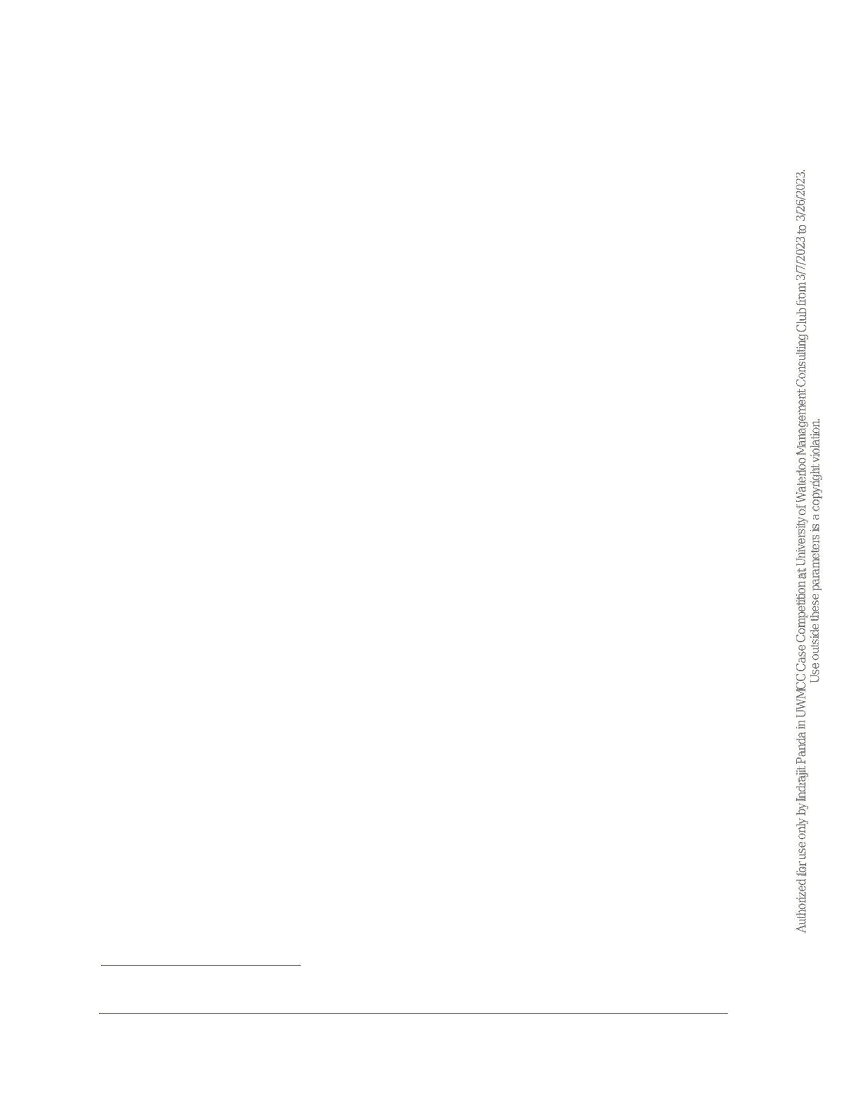 Authorized for use only by Indrajit Panda in UWMCC Case Competition at University of Waterloo Management Consulting Club from 3/7/2023 to 3/26/2023.
Use outside these parameters is a copyright violation.